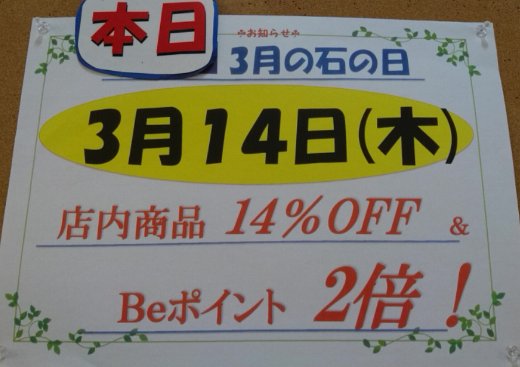 本日
*お知らせ*
3月の石の日
3月14日(木)
店内商品 14%OFF &
Beポイント 2倍!